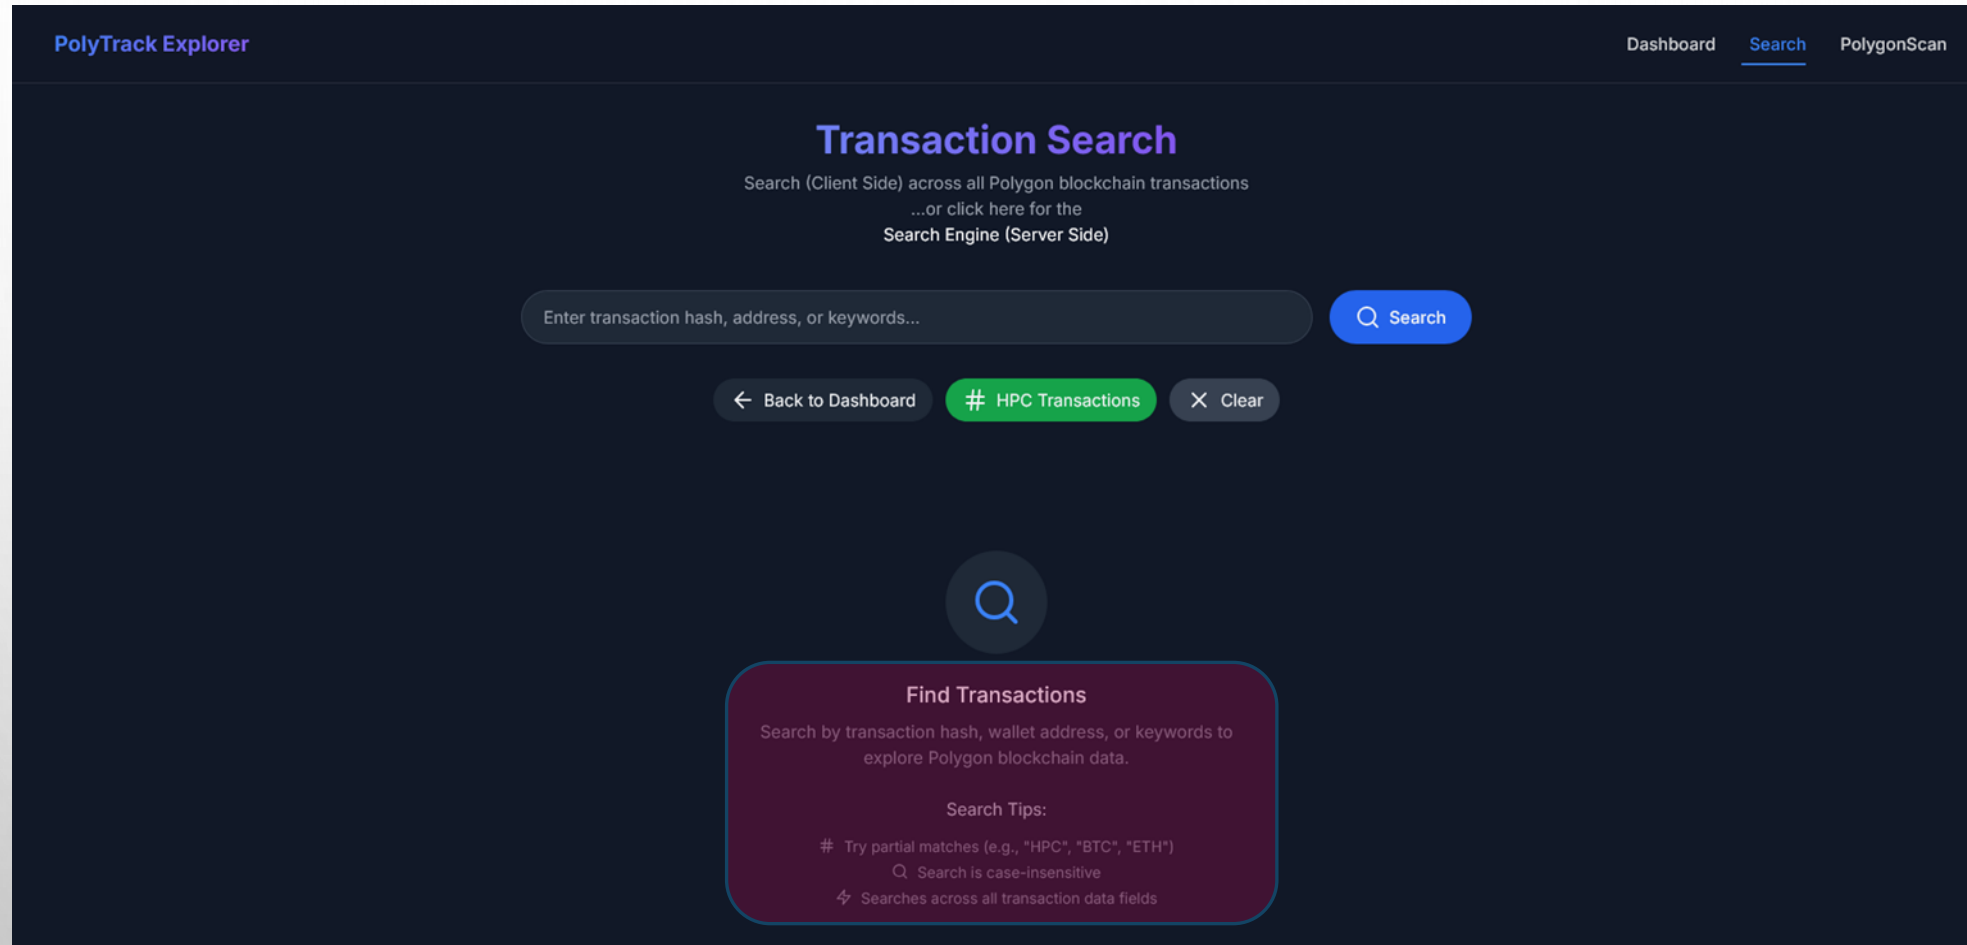 PolyTrack Explorer
Dashboard
Search
PolygonScan
Transaction Search
Search (Client Side) across all Polygon blockchain transactions
...or click here for the
Search Engine (Server Side)
Enter transaction hash, address, or keywords...
Search
Back to Dashboard
# HPC Transactions
Clear
Find Transactions
Search by transaction hash, wallet address, or keywords to
explore Polygon blockchain data.
Search Tips:
# Try partial matches (e.g., "HPC", "BTC", "ETH")
Search is case-insensitive
Searches across all transaction data fields